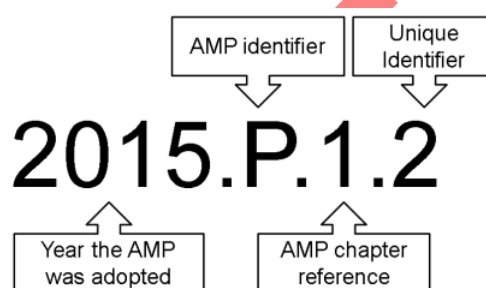 AMP identifier
Unique
Identifier
2015.P.1.2
Year the AMP
was adopted
AMP chapter
reference